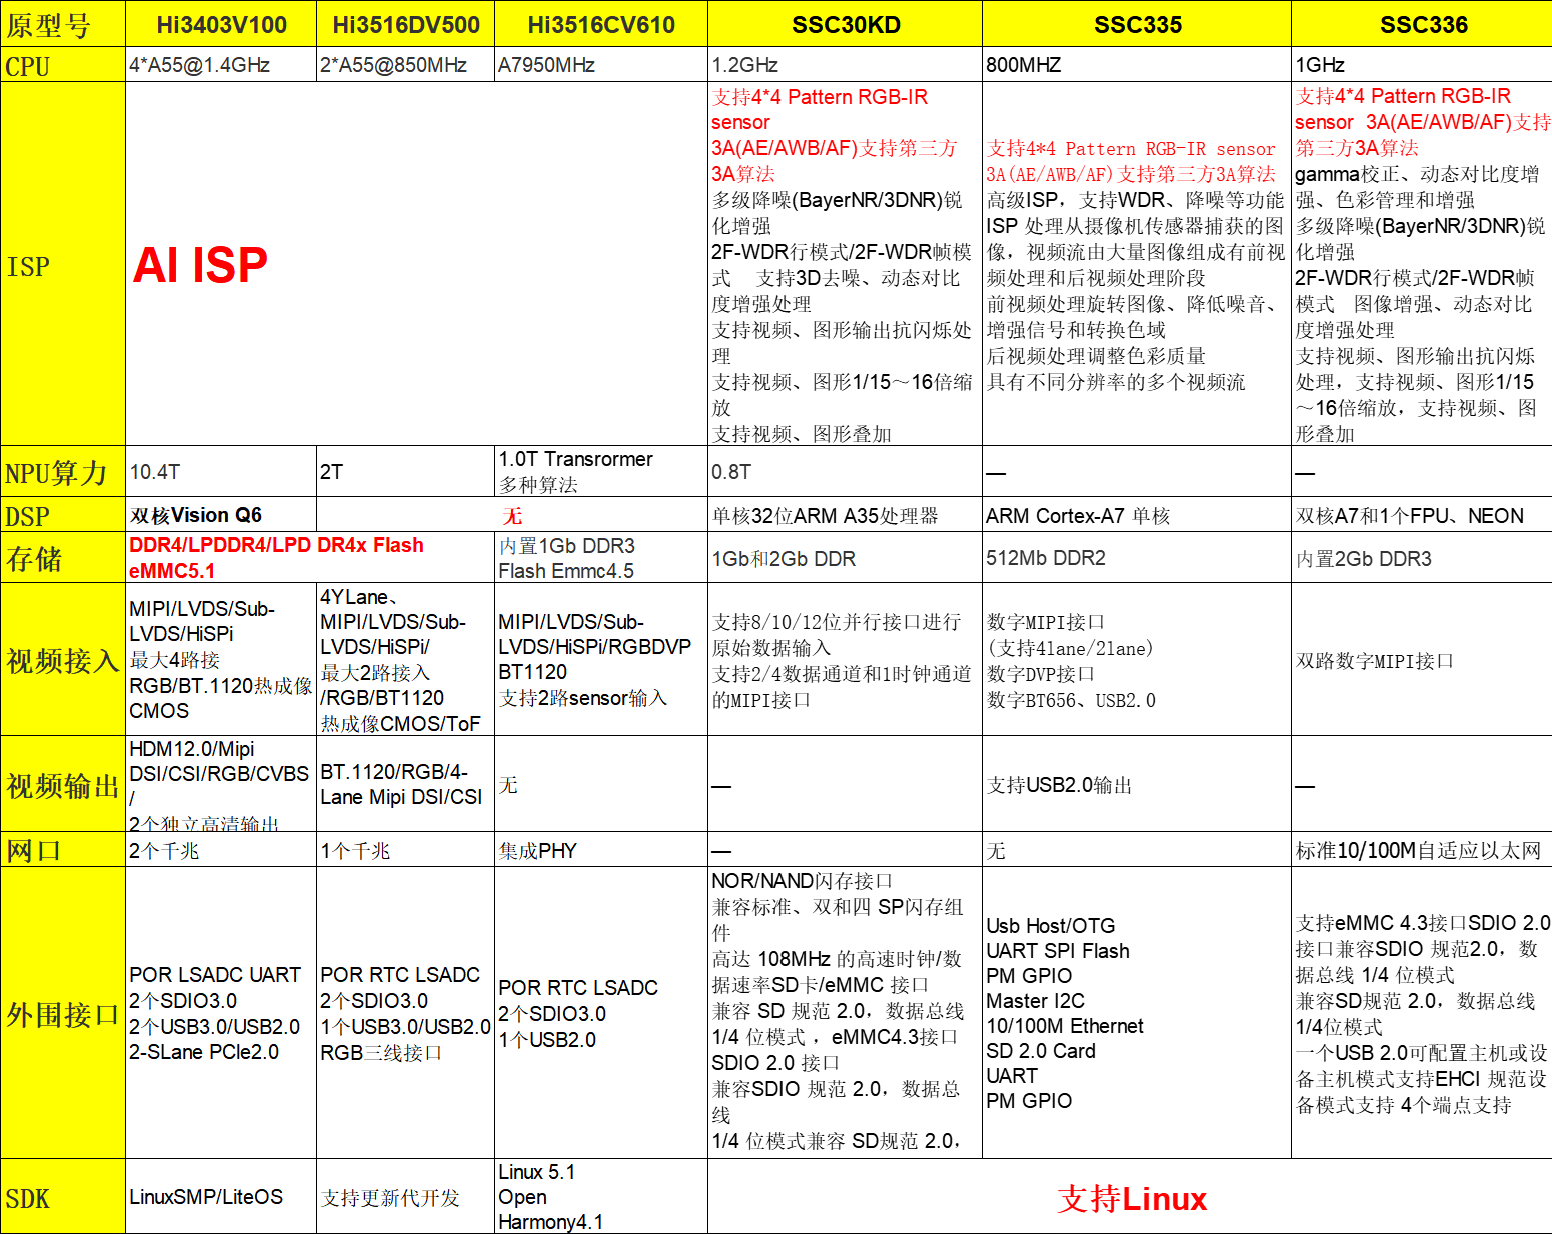 原型号
Hi3403V100
Hi3516DV500
Hi3516CV610
SSC30KD
SSC335
SSC336
CPU
4*A55@1.4GHz
2*A55@850MHz
A7950MHz
1.2GHz
800MHZ
1GHz
ISP
AI ISP
支持4*4 Pattern RGB-IR
sensor
3A(AE/AWB/AF)支持第三方
3A算法
多级降噪(BayerNR/3DNR)锐
化增强
2F-WDR行模式/2F-WDR帧模
式 支持3D去噪、动态对比
度增强处理
支持视频、图形输出抗闪烁处
理
支持视频、图形1/15～16倍缩
放
支持视频、图形叠加
支持4*4 Pattern RGB-IR sensor
3A(AE/AWB/AF)支持第三方3A算法
高级ISP，支持WDR、降噪等功能
ISP 处理从摄像机传感器捕获的图
像，视频流由大量图像组成有前视
频处理和后视频处理阶段
前视频处理旋转图像、降低噪音、
增强信号和转换色域
后视频处理调整色彩质量
具有不同分辨率的多个视频流
支持4*4 Pattern RGB-IR
sensor 3A(AE/AWB/AF)支持
第三方3A算法
gamma校正、动态对比度增
强、色彩管理和增强
多级降噪(BayerNR/3DNR)锐
化增强
2F-WDR行模式/2F-WDR帧
模式 图像增强、动态对比
度增强处理
支持视频、图形输出抗闪烁
处理，支持视频、图形1/15
～16倍缩放，支持视频、图
形叠加
NPU算力
10.4T
2T
1.0T Transrormer
多种算法
0.8T
—
—
DSP
双核Vision Q6
无
单核32位ARM A35处理器
ARM Cortex-A7 单核
双核A7和1个FPU、NEON
存储
DDR4/LPDDR4/LPD DR4x Flash
eMMC5.1
内置1Gb DDR3
Flash Emmc4.5
1Gb和2Gb DDR
512Mb DDR2
内置2Gb DDR3
视频接入
MIPI/LVDS/Sub-
LVDS/HiSPi
最大4路接
RGB/BT.1120热成像
CMOS
4YLane、
MIPI/LVDS/Sub-
LVDS/HiSPi/
最大2路接入
/RGB/BT1120
热成像CMOS/ToF
MIPI/LVDS/Sub-
LVDS/HiSPi/RGBDVP
BT1120
支持2路sensor输入
支持8/10/12位并行接口进行
原始数据输入
支持2/4数据通道和1时钟通道
的MIPI接口
数字MIPI接口
(支持4lane/2lane)
数字DVP接口
数字BT656、USB2.0
双路数字MIPI接口
视频输出
HDM12.0/Mipi
DSI/CSI/RGB/CVBS
/
2个独立高清输出
BT.1120/RGB/4-
Lane Mipi DSI/CSI
无
—
支持USB2.0输出
—
网口
2个千兆
1个千兆
集成PHY
—
无
标准10/100M自适应以太网
外围接口
POR LSADC UART
2个SDIO3.0
2个USB3.0/USB2.0
2-SLane PCle2.0
POR RTC LSADC
2个SDIO3.0
1个USB3.0/USB2.0
RGB三线接口
POR RTC LSADC
2个SDIO3.0
1个USB2.0
NOR/NAND闪存接口
兼容标准、双和四 SP闪存组
件
高达 108MHz 的高速时钟/数
据速率SD卡/eMMC 接口
兼容 SD 规范 2.0，数据总线
1/4 位模式 ，eMMC4.3接口
SDIO 2.0 接口
兼容SDIO 规范 2.0，数据总
线
1/4 位模式兼容 SD规范 2.0，
Usb Host/OTG
UART SPI Flash
PM GPIO
Master I2C
10/100M Ethernet
SD 2.0 Card
UART
PM GPIO
支持eMMC 4.3接口SDIO 2.0
接口兼容SDIO 规范2.0，数
据总线 1/4 位模式
兼容SD规范 2.0，数据总线
1/4位模式
一个USB 2.0可配置主机或设
备主机模式支持EHCI 规范设
备模式支持 4个端点支持
SDK
LinuxSMP/LiteOS
支持更新代开发
Linux 5.1
Open
Harmony4.1
支持Linux